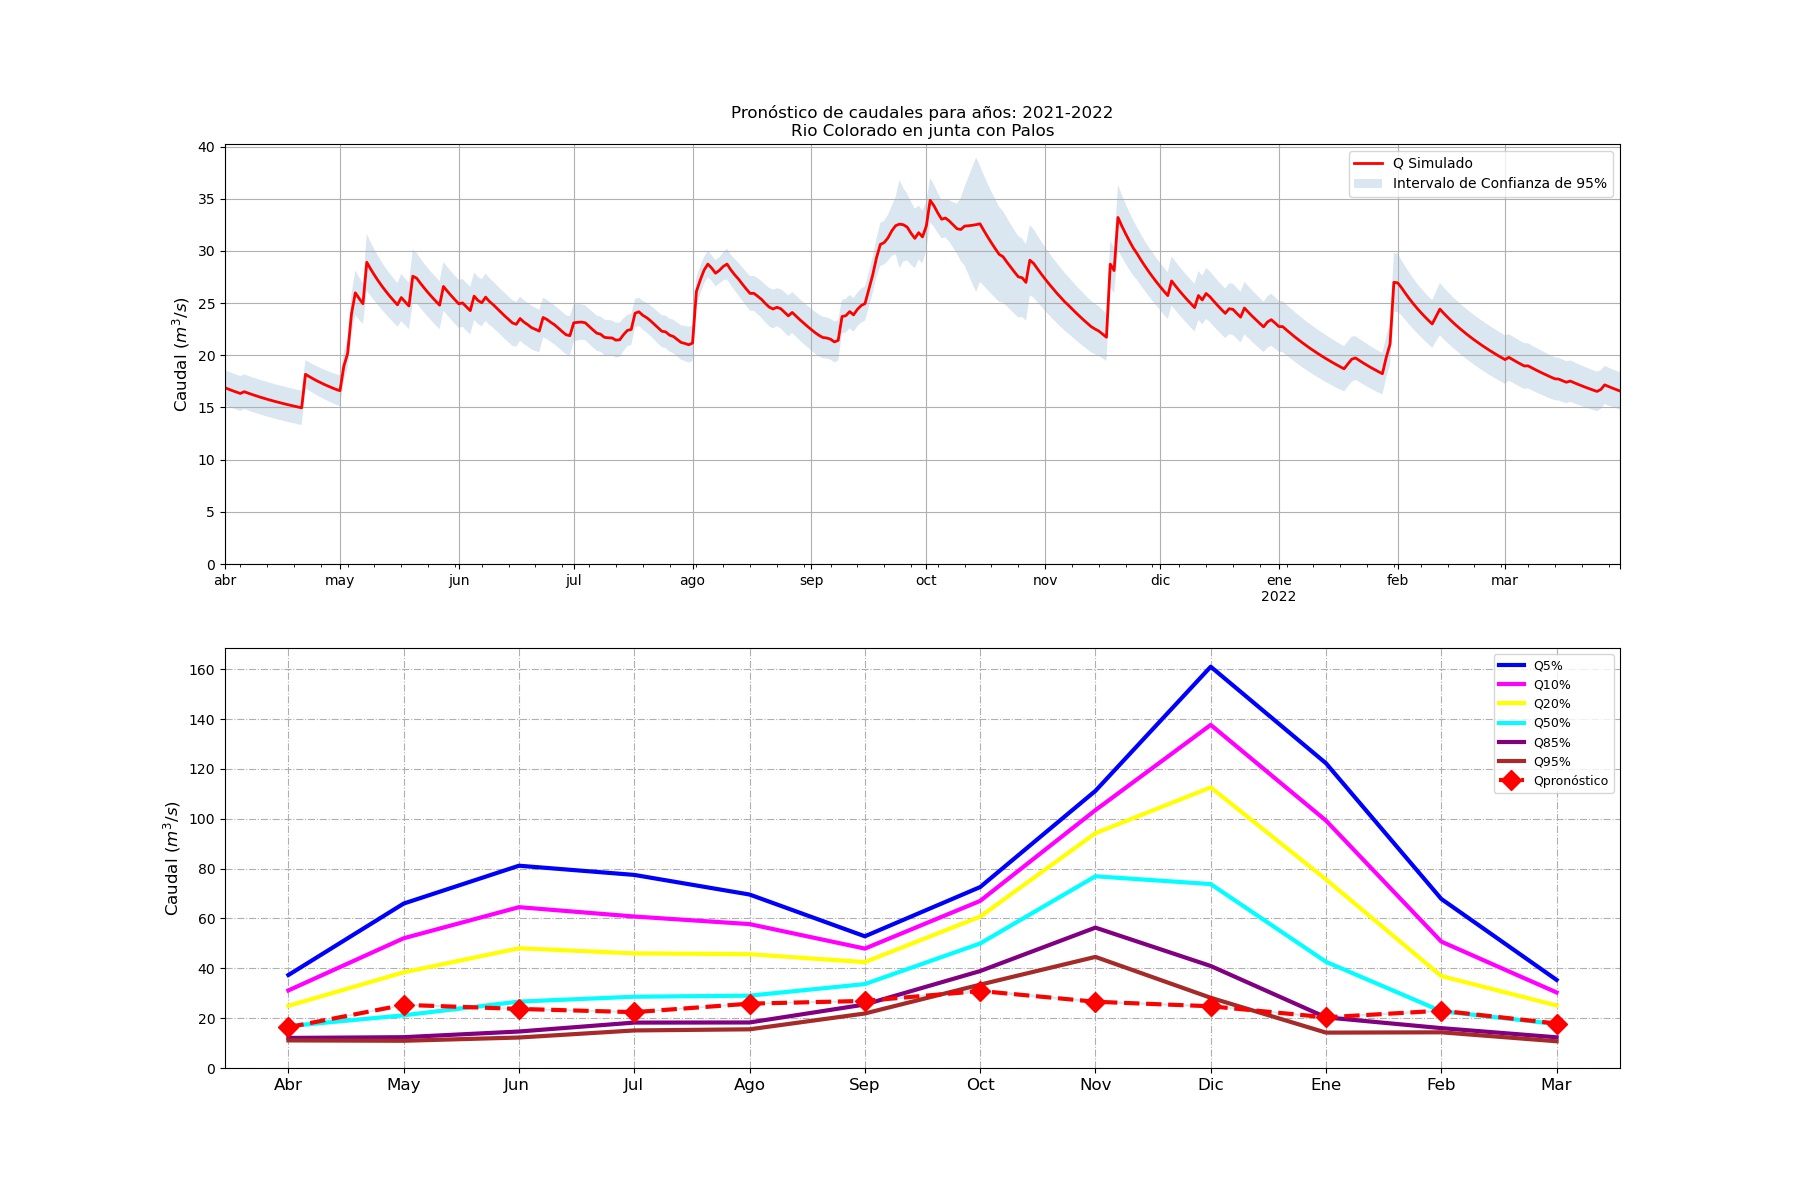 Pronóstico de caudales para años: 2021-2022
Rio Colorado en junta con Palos
Q Simulado
Intervalo de Confianza de 95%
Caudal (m³/s)
40
35
30
25
20
15
10
5
0
abr may jun jul ago sep oct nov dic ene feb mar
2022
Q5%
Q10%
Q20%
Q50%
Q85%
Q95%
Qpronóstico
Caudal (m³/s)
160
140
120
100
80
60
40
20
0
Abr May Jun Jul Ago Sep Oct Nov Dic Ene Feb Mar